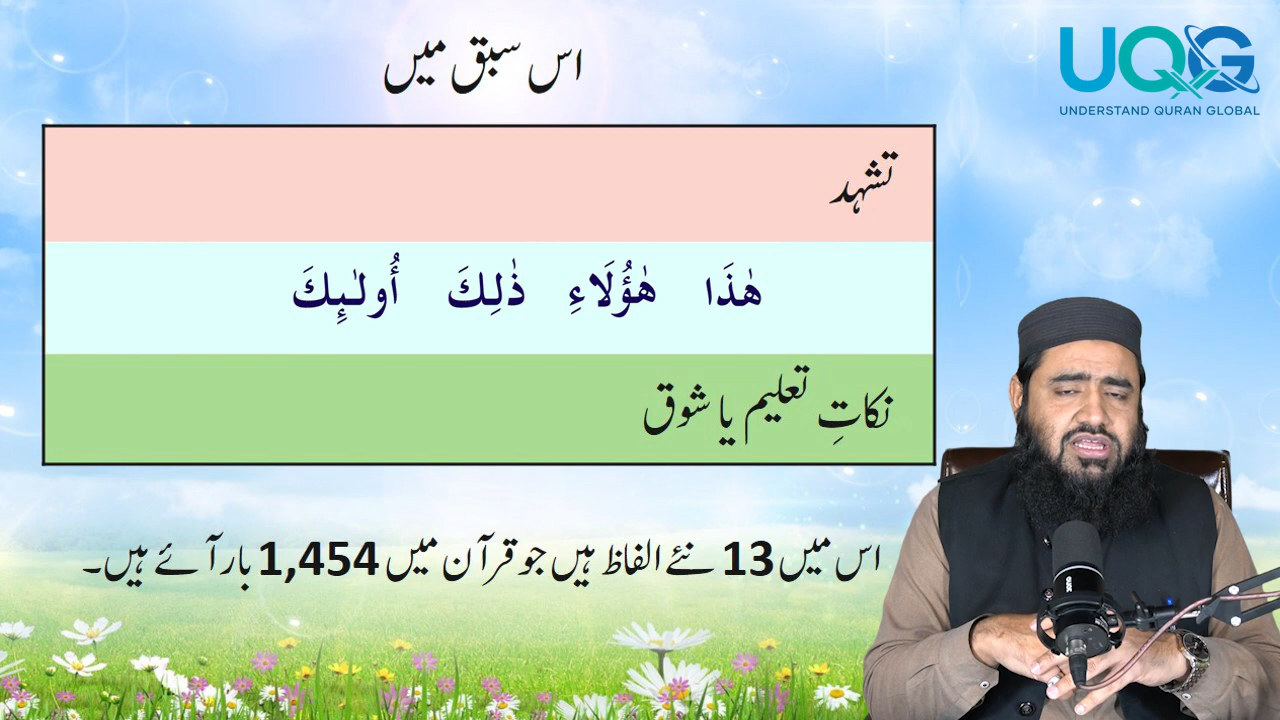 اس سبق میں
UQG
UNDERSTAND QURAN GLOBAL
تشہد
هٰذَا هٰؤُلَاءِ ذٰلِكَ أُولٰـٓئِكَ
نکاتِ تعلیم یا شوق
اس میں 13 نئے الفاظ ہیں جو قرآن میں 1,454 بار آئے ہیں۔